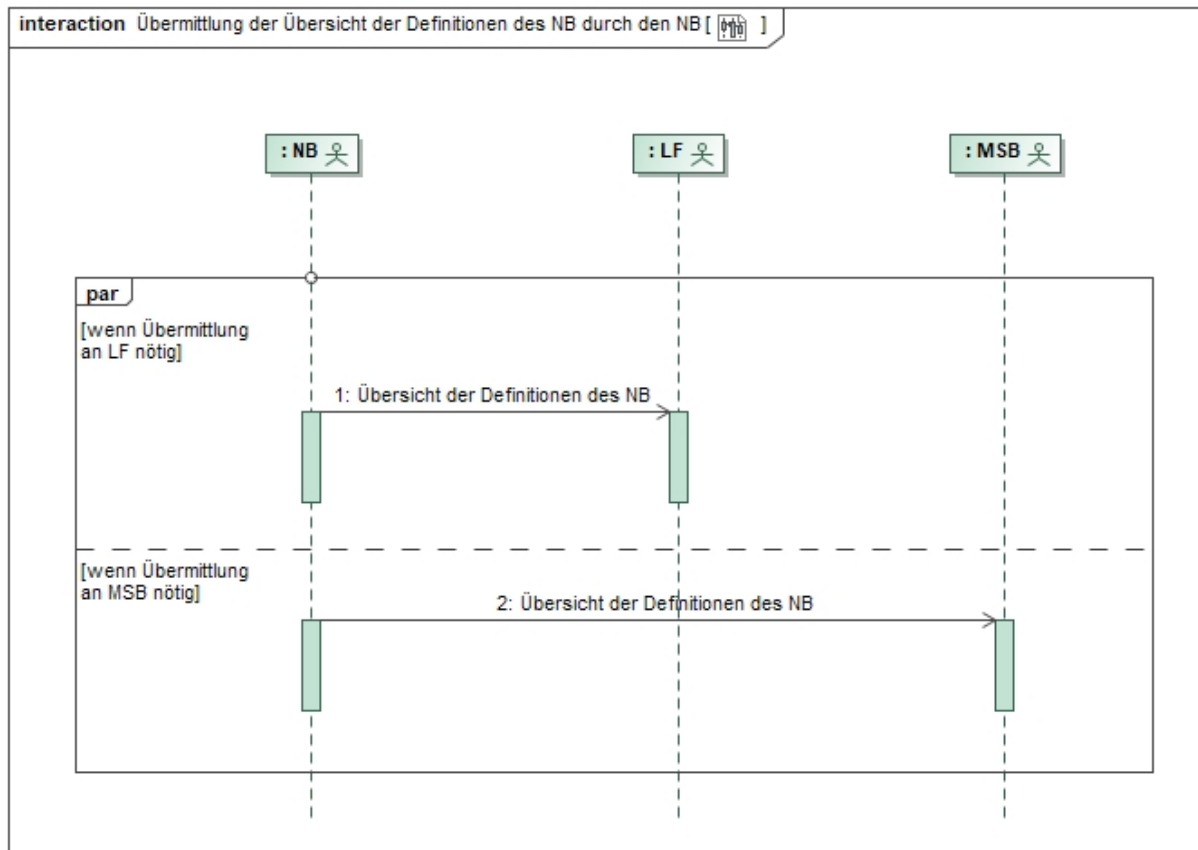 interaction Übermittlung der Übersicht der Definitionen des NB durch den NB [ ]
: NB
: LF
: MSB
par
[wenn Übermittlung
an LF nötig]
1: Übersicht der Definitionen des NB
[wenn Übermittlung
an MSB nötig]
2: Übersicht der Definitionen des NB